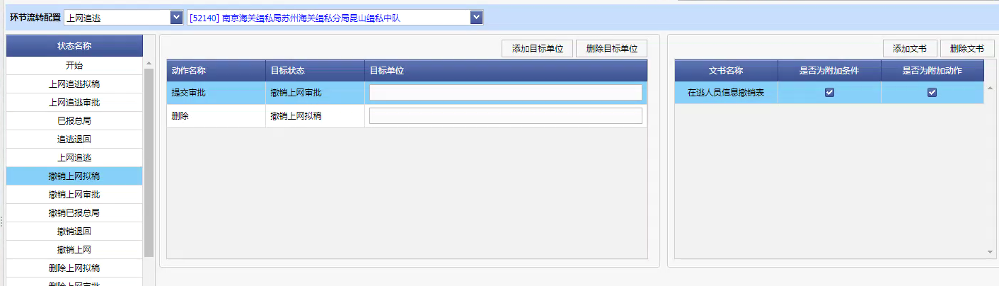 环节流转配置 上网追逃 [52140] 南京海关缉私局苏州海关缉私分局昆山缉私中队
状态名称
开始
上网追逃拟稿
上网追逃审批
已报总局
追逃退回
上网追逃
撤销上网拟稿
撤销上网审批
撤销已报总局
撤销退回
撤销上网
删除上网拟稿
删除上网审批
添加目标单位 删除目标单位
动作名称 目标状态 目标单位
提交审批 撤销上网审批
删除 撤销上网拟稿
添加文书 删除文书
文书名称 是否为附加条件 是否为附加动作
在逃人员信息撤销表